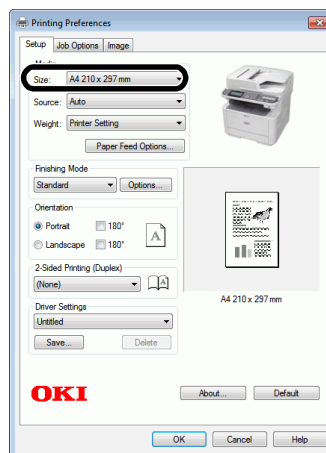 Printing Preferences
Setup Job Options Image
Media
Size: A4 210 x 297 mm
Source: Auto
Weight: Printer Setting
Paper Feed Options...
Finishing Mode
Standard Options...
Orientation
Portrait 180°
Landscape 180°
A
2-Sided Printing (Duplex)
(None)
A
A4 210 x 297 mm
Driver Settings
Untitled
Save... Delete
OKI
About... Default
OK Cancel Help